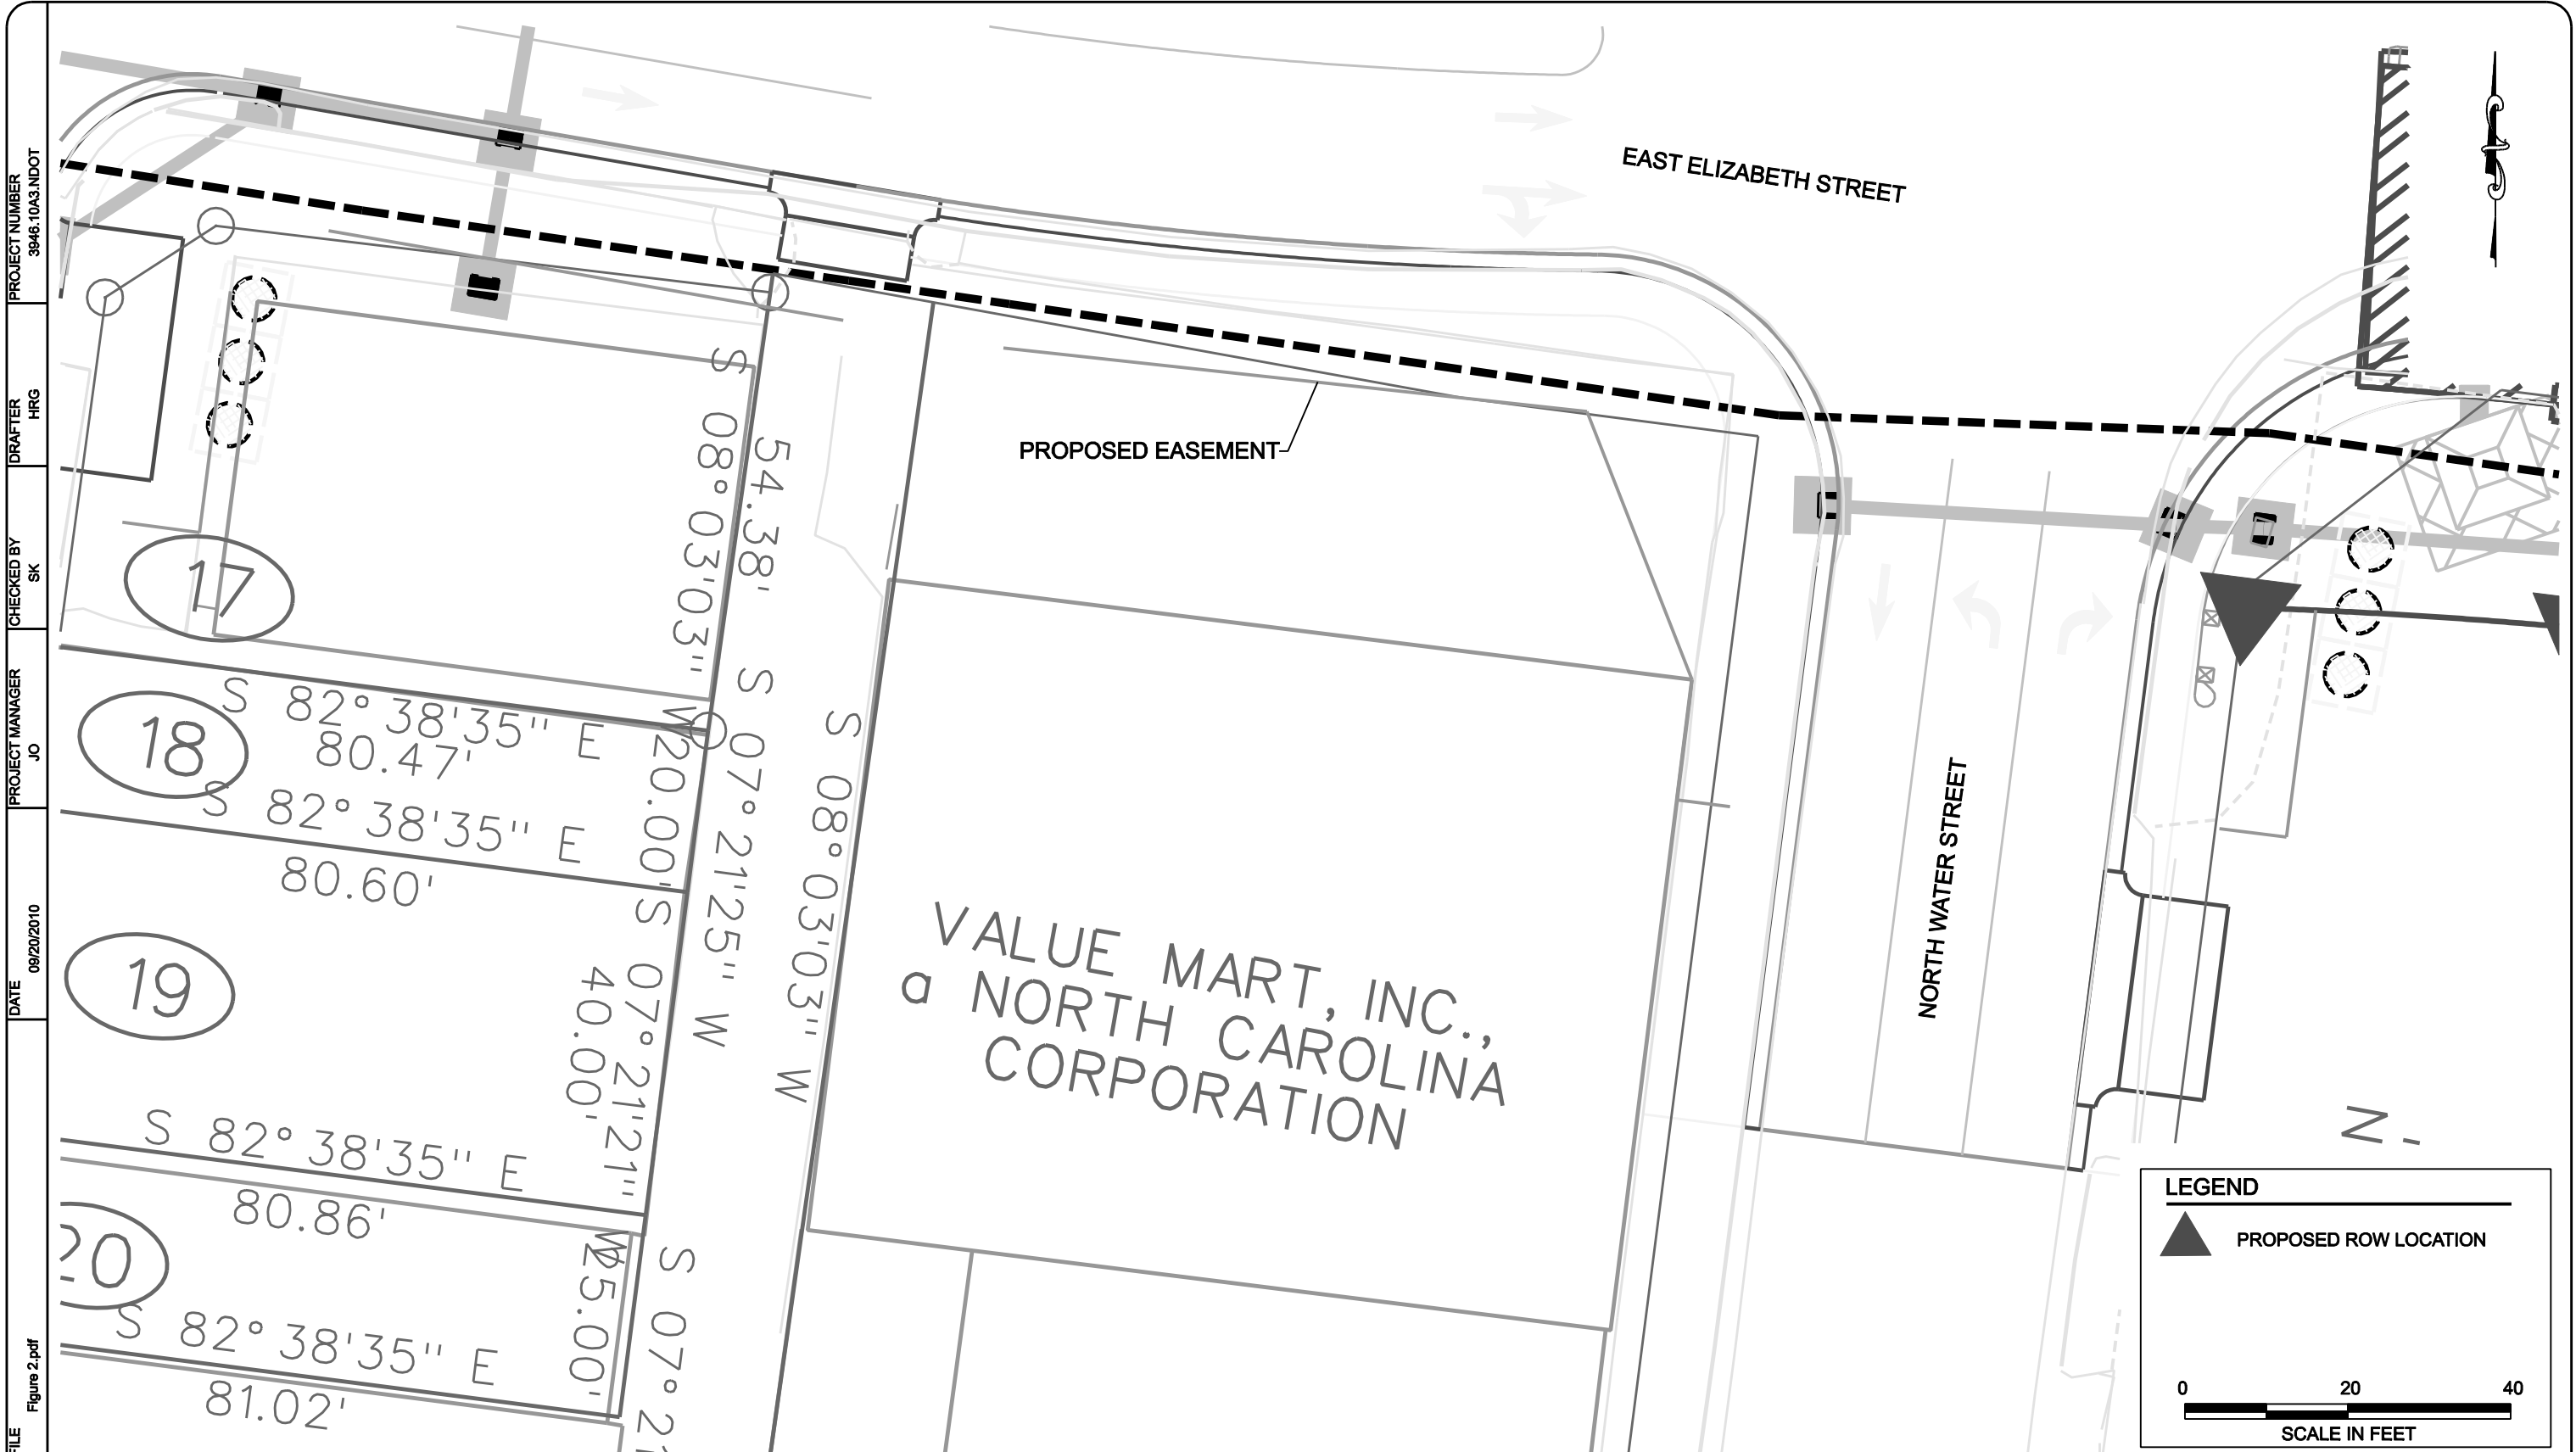 PROJECT NUMBER
3946.10A3.NDOT
DRAFTER
HRG
CHECKED BY
SK
PROJECT MANAGER
JO
DATE
09/20/2010
FILE
Figure 2.pdf
EAST ELIZABETH STREET
PROPOSED EASEMENT
NORTH WATER STREET
17
18
19
20
S 08° 03'03" W
54.38'
S 82° 38'35" E
80.47'
S 82° 38'35" E
80.60'
20.00'
S 07° 21'25" W
S 08° 03'03" W
S 07° 21'21" W
40.00'
S 82° 38'35" E
80.86'
25.00'
S 07° 21
S 82° 38'35" E
81.02'
VALUE MART, INC.,
a NORTH CAROLINA
CORPORATION
N.
LEGEND
PROPOSED ROW LOCATION
0 20 40
SCALE IN FEET